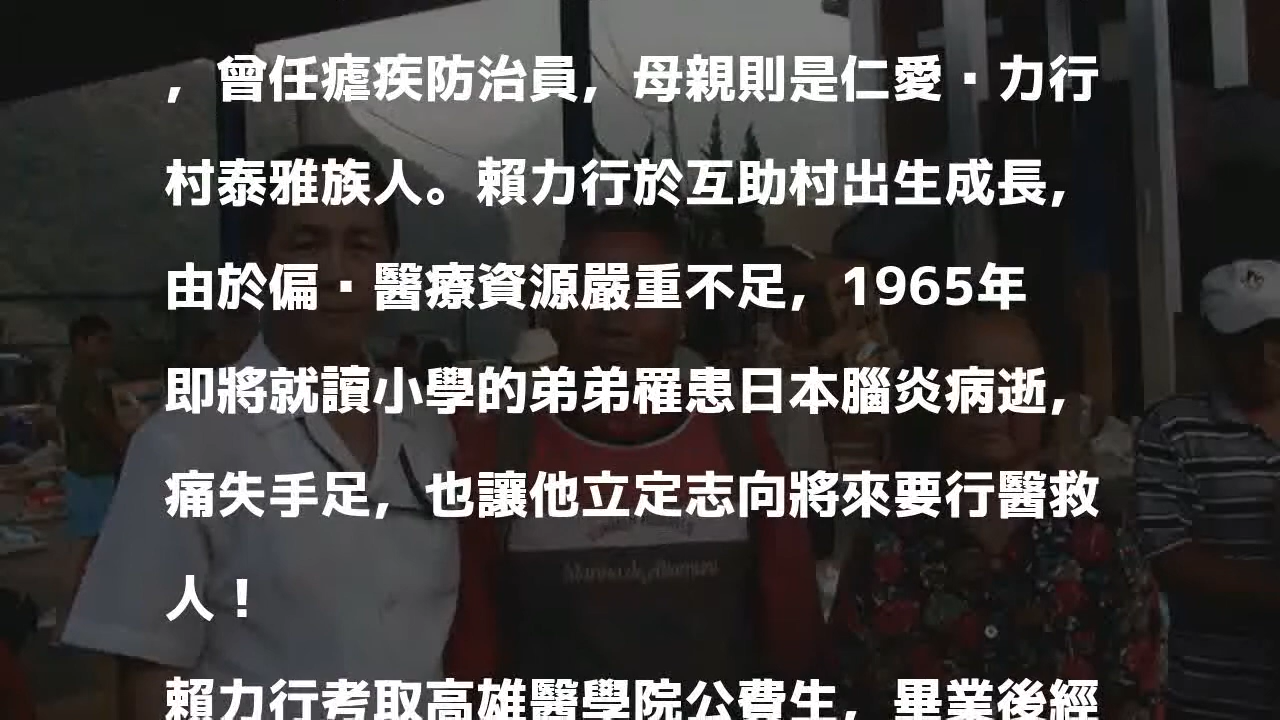 ，曾任瘧疾防治員，母親則是仁愛・力行
村泰雅族人。賴力行於互助村出生成長，
由於偏・醫療資源嚴重不足，1965年
即將就讀小學的弟弟罹患日本腦炎病逝，
痛失手足，也讓他立定志向將來要行醫救
人！
賴力行考取高雄醫學院公費生，畢業後經